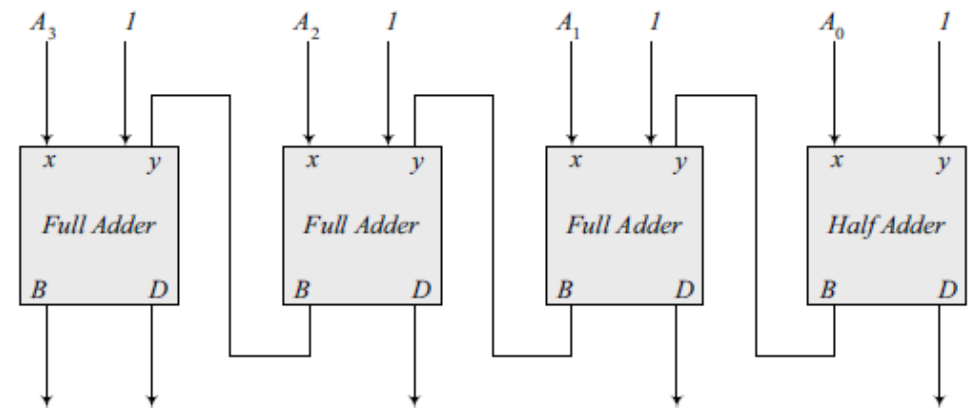 A₃ 1 A₂ 1 A₁ 1 A₀ 1
x y x y x y x y
Full Adder Full Adder Full Adder Half Adder
B D B D B D B D